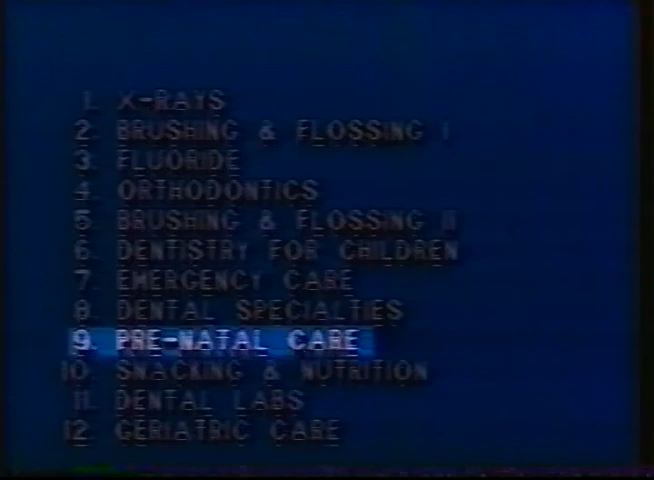 1. X-RAYS
2. BRUSHING & FLOSSING I
3. FLUORIDE
4. ORTHODONTICS
5. BRUSHING & FLOSSING II
6. DENTISTRY FOR CHILDREN
7. EMERGENCY CARE
8. DENTAL SPECIALTIES
9. PRE-NATAL CARE
10. SNACKING & NUTRITION
11. DENTAL LABS
12. GERIATRIC CARE